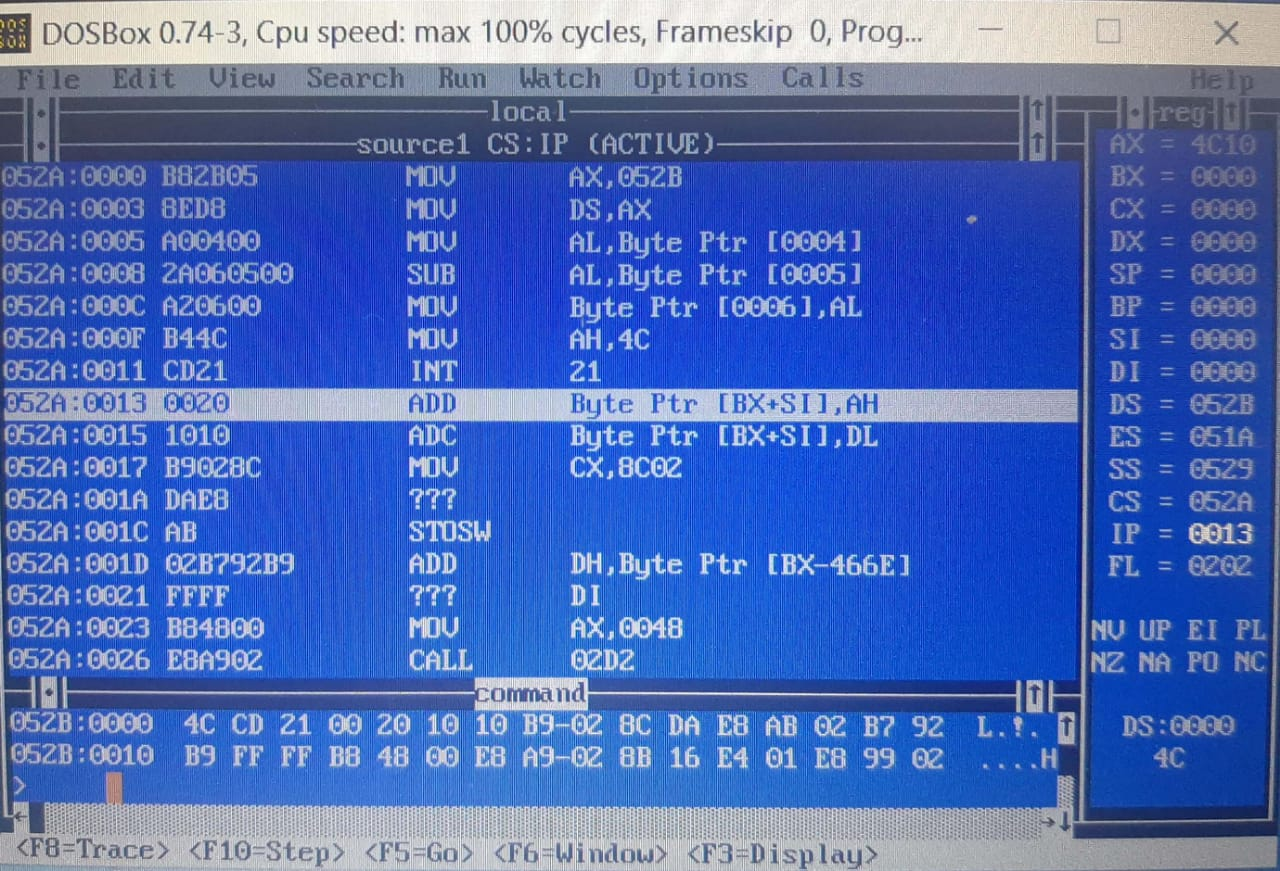 DOS BOX DOSBox 0.74-3, Cpu speed: max 100% cycles, Frameskip 0, Prog...
File Edit View Search Run Watch Options Calls Help
local
source1 CS:IP (ACTIVE)
052A:0000 B82B05 MOV AX,052B
052A:0003 8ED8 MOV DS,AX
052A:0005 A00400 MOV AL,Byte Ptr [0004]
052A:0008 2A060500 SUB AL,Byte Ptr [0005]
052A:000C A20600 MOV Byte Ptr [0006],AL
052A:000F B44C MOV AH,4C
052A:0011 CD21 INT 21
052A:0013 0020 ADD Byte Ptr [BX+SI],AH
052A:0015 1010 ADC Byte Ptr [BX+SI],DL
052A:0017 B9028C MOV CX,8C02
052A:001A DAE8 ???
052A:001C AB STOSW
052A:001D 02B792B9 ADD DH,Byte Ptr [BX-466E]
052A:0021 FFFF ??? DI
052A:0023 B84800 MOV AX,0048
052A:0026 E8A902 CALL 02D2
reg
AX = 4C10
BX = 0000
CX = 0000
DX = 0000
SP = 0000
BP = 0000
SI = 0000
DI = 0000
DS = 052B
ES = 051A
SS = 0529
CS = 052A
IP = 0013
FL = 0202
NV UP EI PL
NZ NA PO NC
DS:0000
4C
command
052B:0000 4C CD 21 00 20 10 10 B9-02 8C DA E8 AB 02 B7 92 L.!.
052B:0010 B9 FF FF B8 48 00 E8 A9-02 8B 16 E4 01 E8 99 02 ....H
>
<F8=Trace> <F10=Step> <F5=Go> <F6=Window> <F3=Display>